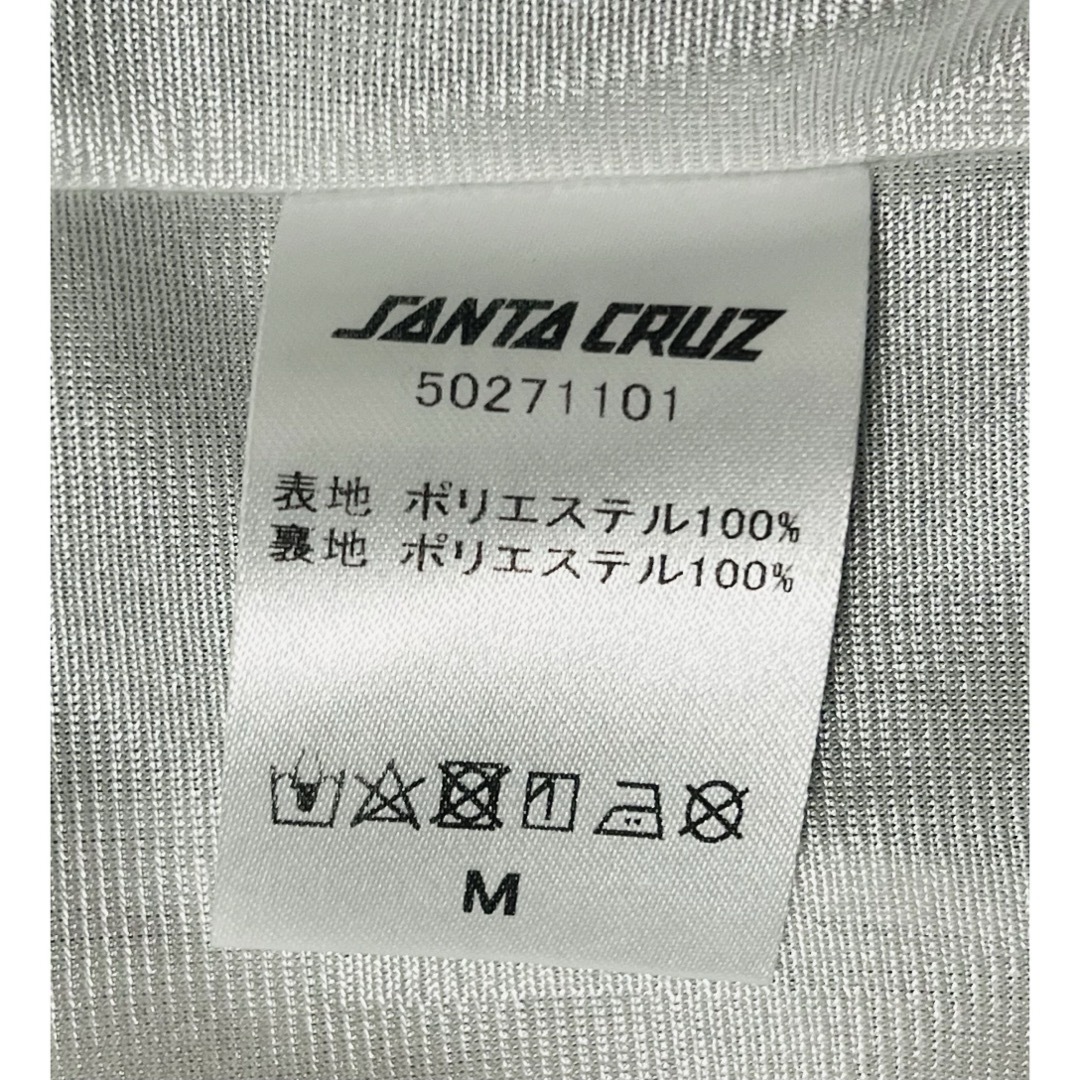 SANTA CRUZ
50271101
表地 ポリエステル100%
裏地 ポリエステル100%
M